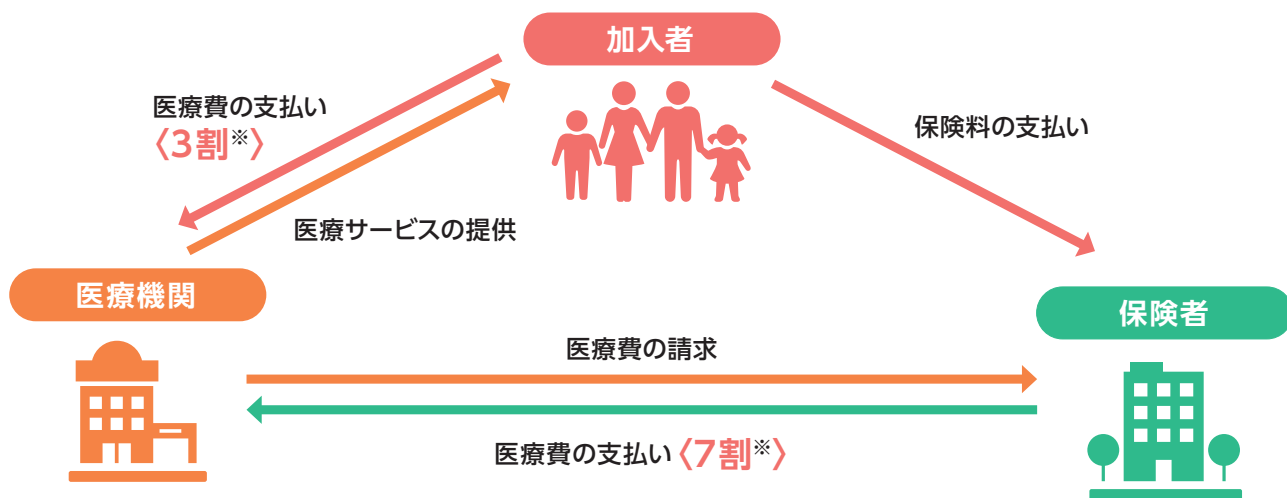 加入者
医療費の支払い
〈3割※〉
医療サービスの提供
保険料の支払い
医療機関
保険者
医療費の請求
医療費の支払い〈7割※〉